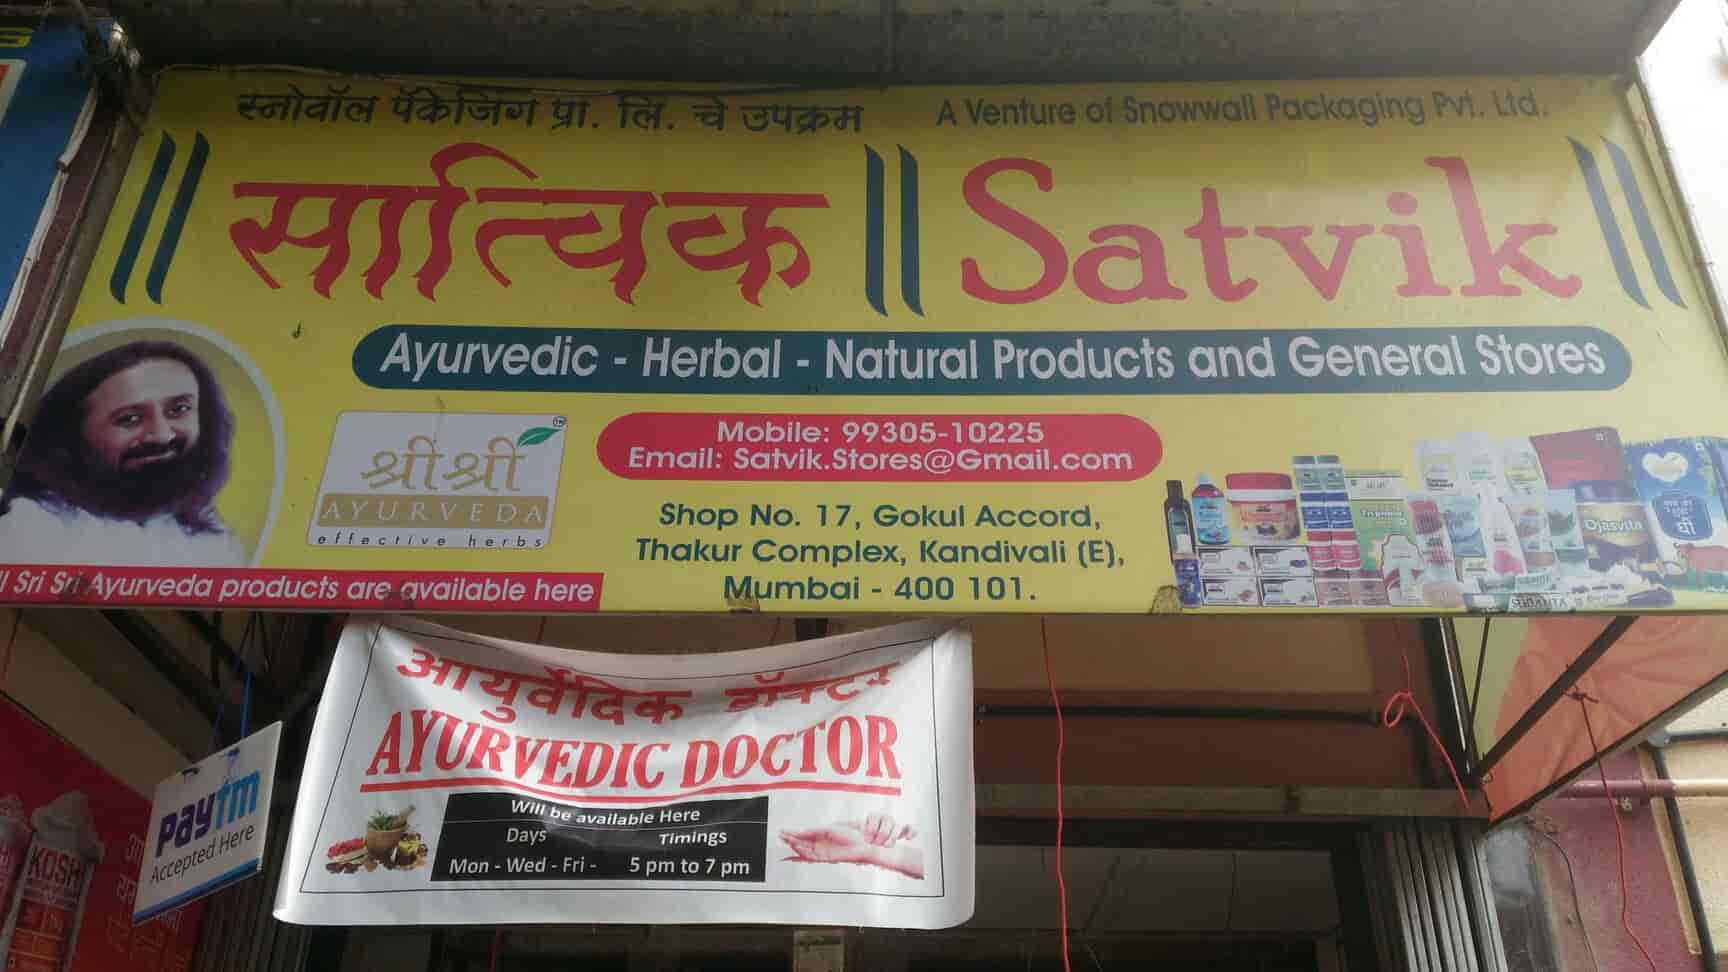 स्नोवॉल पॅकेजिंग प्रा. लि. चे उपक्रम
A Venture of Snowwall Packaging Pvt. Ltd.
|| सात्विक || Satvik ||
Ayurvedic - Herbal - Natural Products and General Stores
श्री श्री
AYURVEDA
effective herbs
TM
Mobile: 99305-10225
Email: Satvik.Stores@Gmail.com
Shop No. 17, Gokul Accord,
Thakur Complex, Kandivali (E),
Mumbai - 400 101.
Sri Sri Ayurveda products are available here
Ojasvita
घी
SUDANTA
आयुर्वेदिक डॉक्टर
AYURVEDIC DOCTOR
Will be available Here
Days Timings
Mon - Wed - Fri - 5 pm to 7 pm
paytm
Accepted Here
KOSH